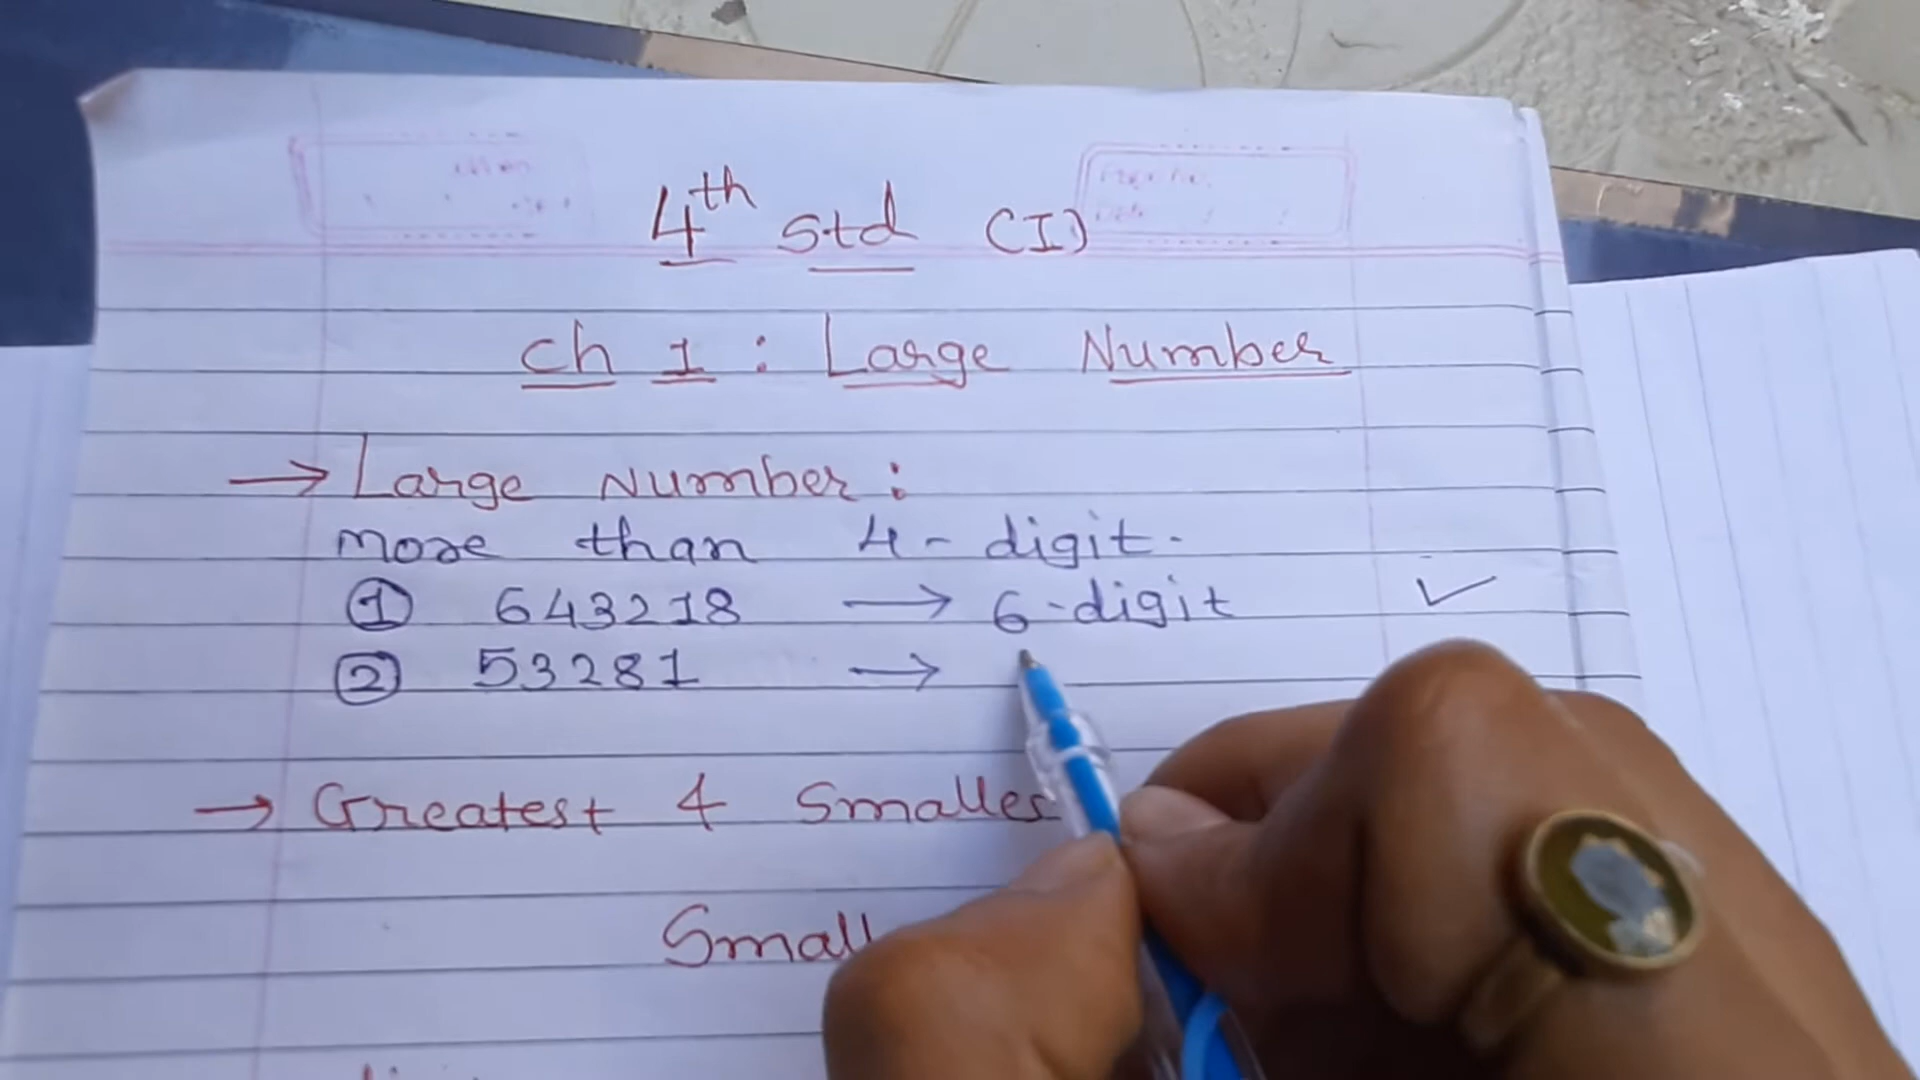 4th std (I)
Ch 1 : Large Number
→ Large Number :
more than 4 - digit.
① 643218 → 6-digit ✓
② 53281 →
→ Greatest & Smalles
Small